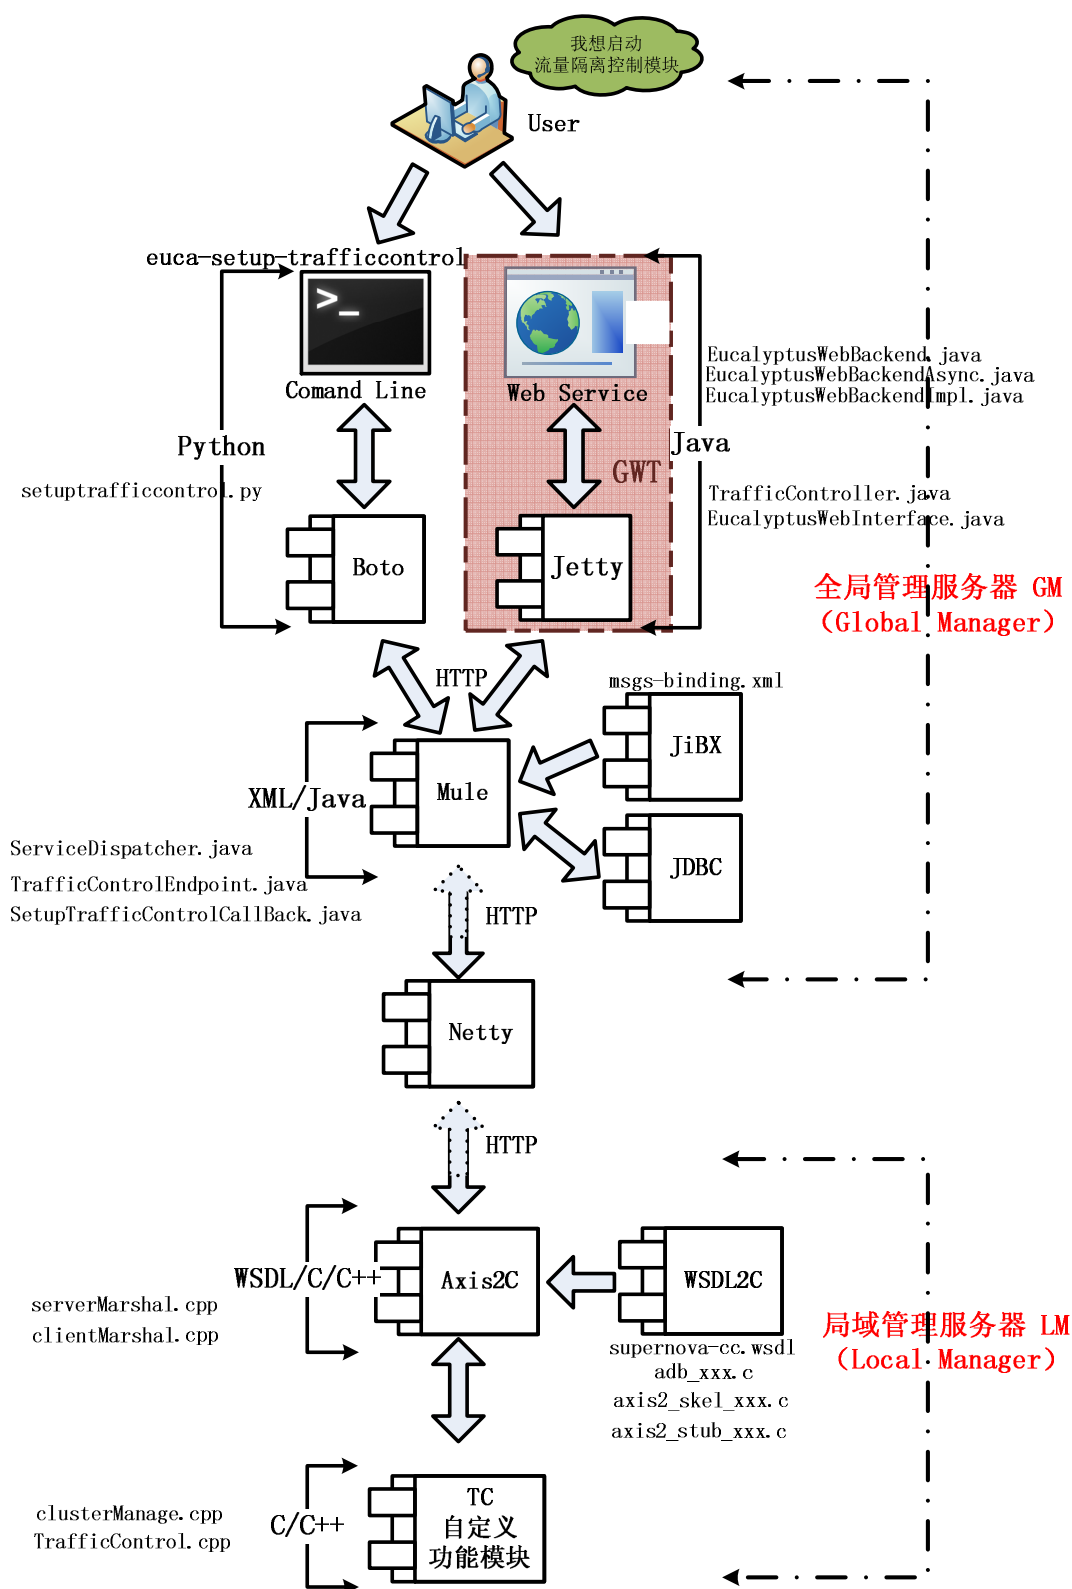 我想启动
流量隔离控制模块
User
euca-setup-trafficcontrol
>_
Comand Line
Web Service
EucalyptusWebBackend.java
EucalyptusWebBackendAsync.java
EucalyptusWebBackendImpl.java
Python
Java
GWT
setuptrafficcontrol.py
TrafficController.java
EucalyptusWebInterface.java
Boto
Jetty
全局管理服务器 GM
（Global Manager）
HTTP
msgs-binding.xml
JiBX
XML/Java
Mule
ServiceDispatcher.java
JDBC
TrafficControlEndpoint.java
SetupTrafficControlCallBack.java
HTTP
Netty
HTTP
WSDL/C/C++
Axis2C
WSDL2C
serverMarshal.cpp
clientMarshal.cpp
局域管理服务器 LM
（Local Manager）
supernova-cc.wsdl
adb_xxx.c
axis2_skel_xxx.c
axis2_stub_xxx.c
clusterManage.cpp
TrafficControl.cpp
C/C++
TC
自定义
功能模块